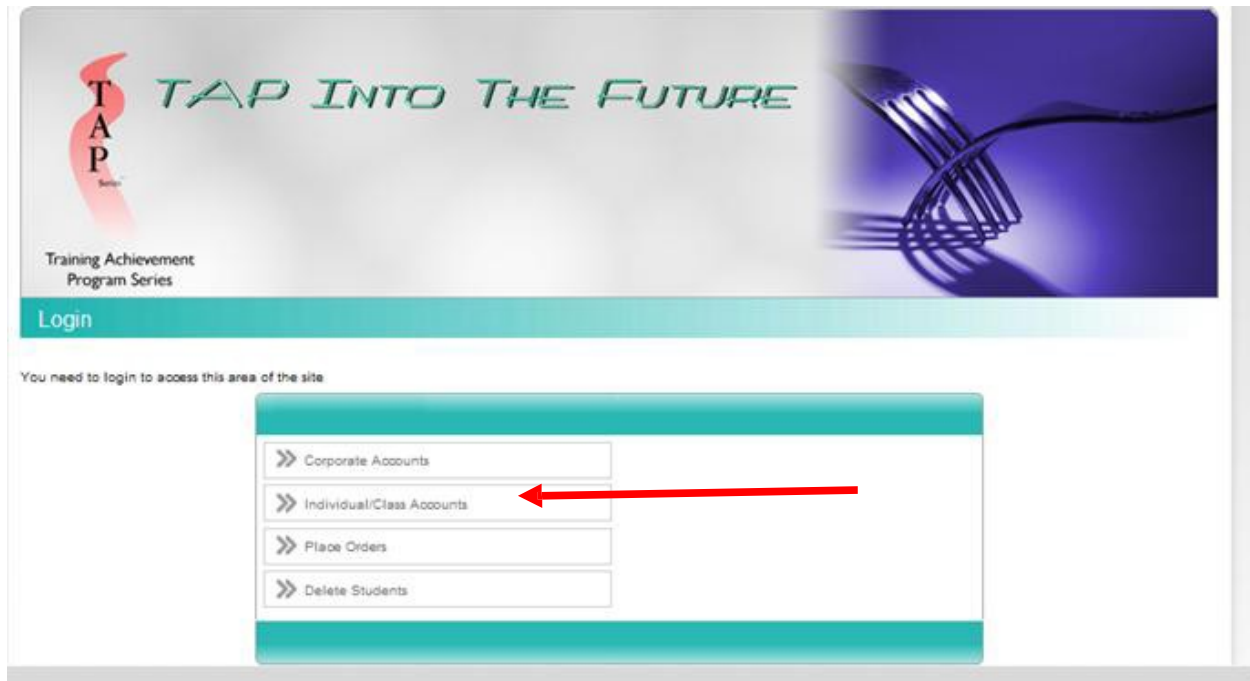 TAP INTO THE FUTURE
T
A
P
Series
Training Achievement
Program Series
Login
You need to login to access this area of the site
Corporate Accounts
Individual/Class Accounts
Place Orders
Delete Students